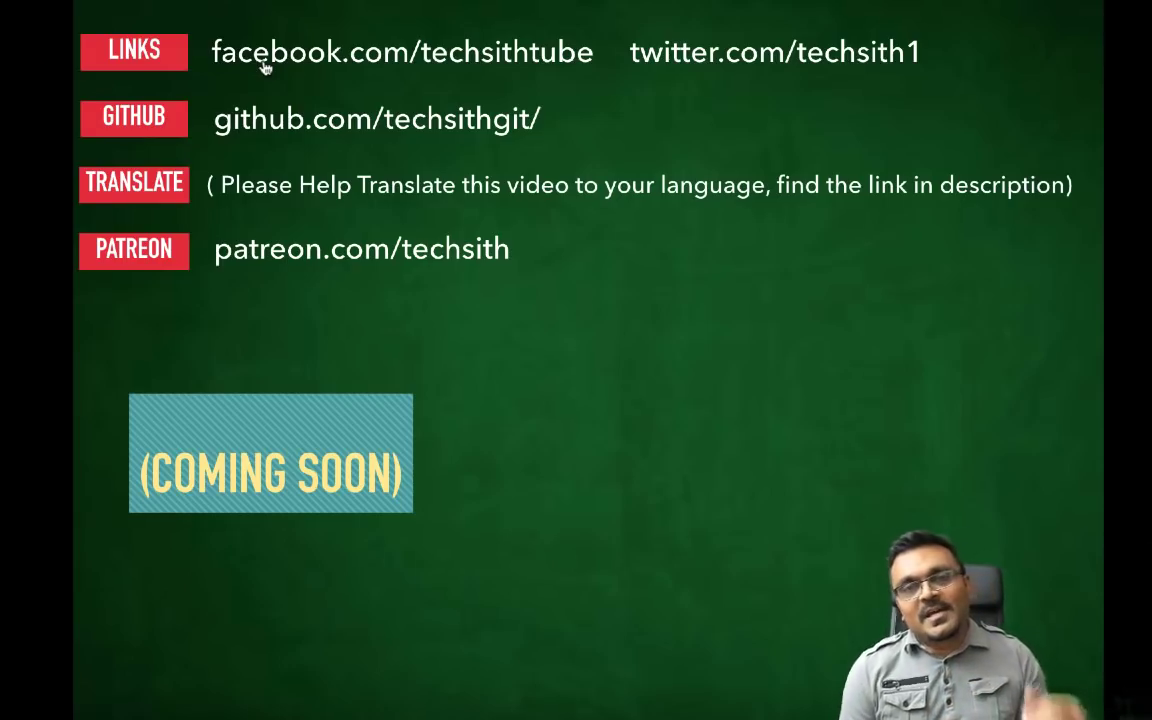 LINKS facebook.com/techsithtube twitter.com/techsith1
GITHUB github.com/techsithgit/
TRANSLATE ( Please Help Translate this video to your language, find the link in description)
PATREON patreon.com/techsith
(COMING SOON)